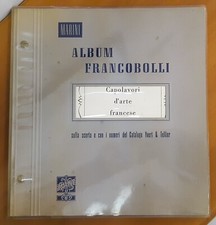 MARINI
ALBUM
FRANCOBOLLI
Capolavori
d'arte
francese
sulla scorta e con i numeri del Catalogo Yvert & Tellier